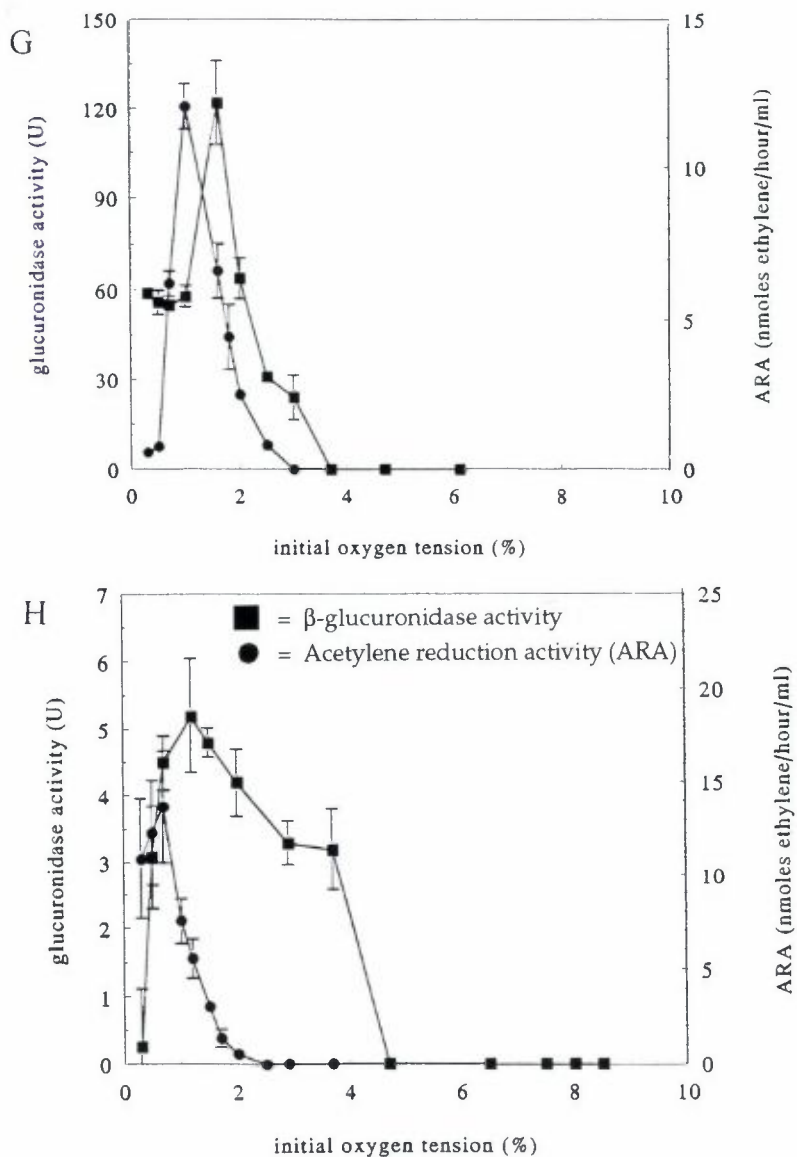 G
glucuronidase activity (U)
150
120
90
60
30
0
15
10
5
0
ARA (nmoles ethylene/hour/ml)
0 2 4 6 8 10
initial oxygen tension (%)
H
glucuronidase activity (U)
7
6
5
4
3
2
1
0
■ = β-glucuronidase activity
● = Acetylene reduction activity (ARA)
25
20
15
10
5
0
ARA (nmoles ethylene/hour/ml)
0 2 4 6 8 10
initial oxygen tension (%)